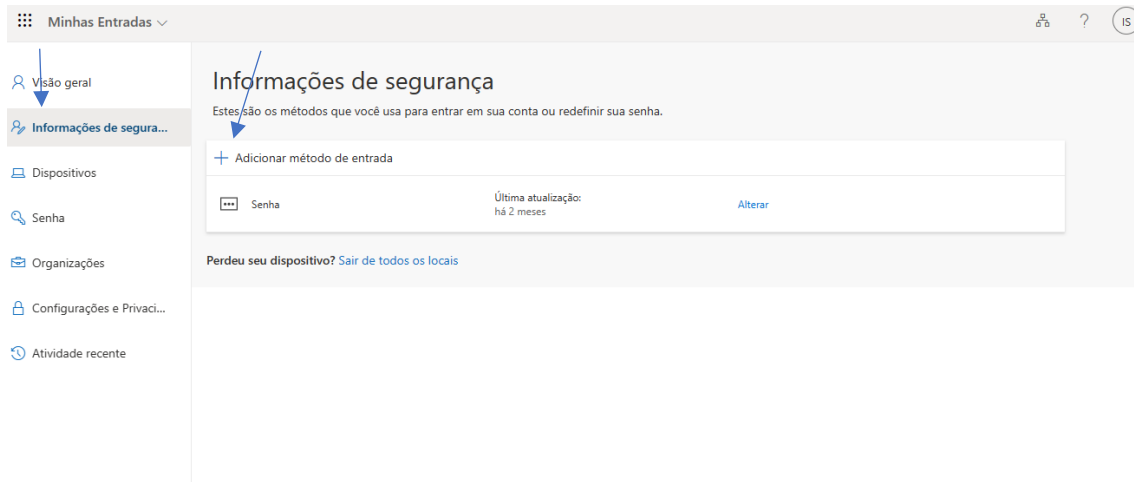 Minhas Entradas
?
IS
Visão geral
Informações de segura...
Dispositivos
Senha
Organizações
Configurações e Privaci...
Atividade recente
Informações de segurança
Estes são os métodos que você usa para entrar em sua conta ou redefinir sua senha.
Adicionar método de entrada
Senha
Última atualização:
há 2 meses
Alterar
Perdeu seu dispositivo? Sair de todos os locais